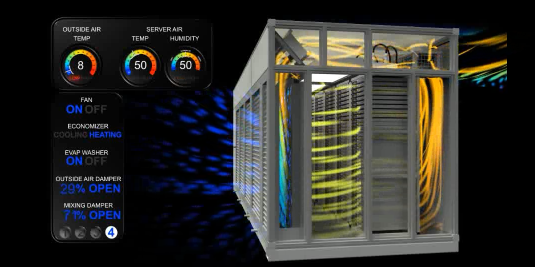 OUTSIDE AIR
SERVER AIR
TEMP
TEMP
HUMIDITY
8
50
50
FAN
ON OFF
ECONOMIZER
COOLING HEATING
EVAP WASHER
ON OFF
OUTSIDE AIR DAMPER
29% OPEN
MIXING DAMPER
71% OPEN
4